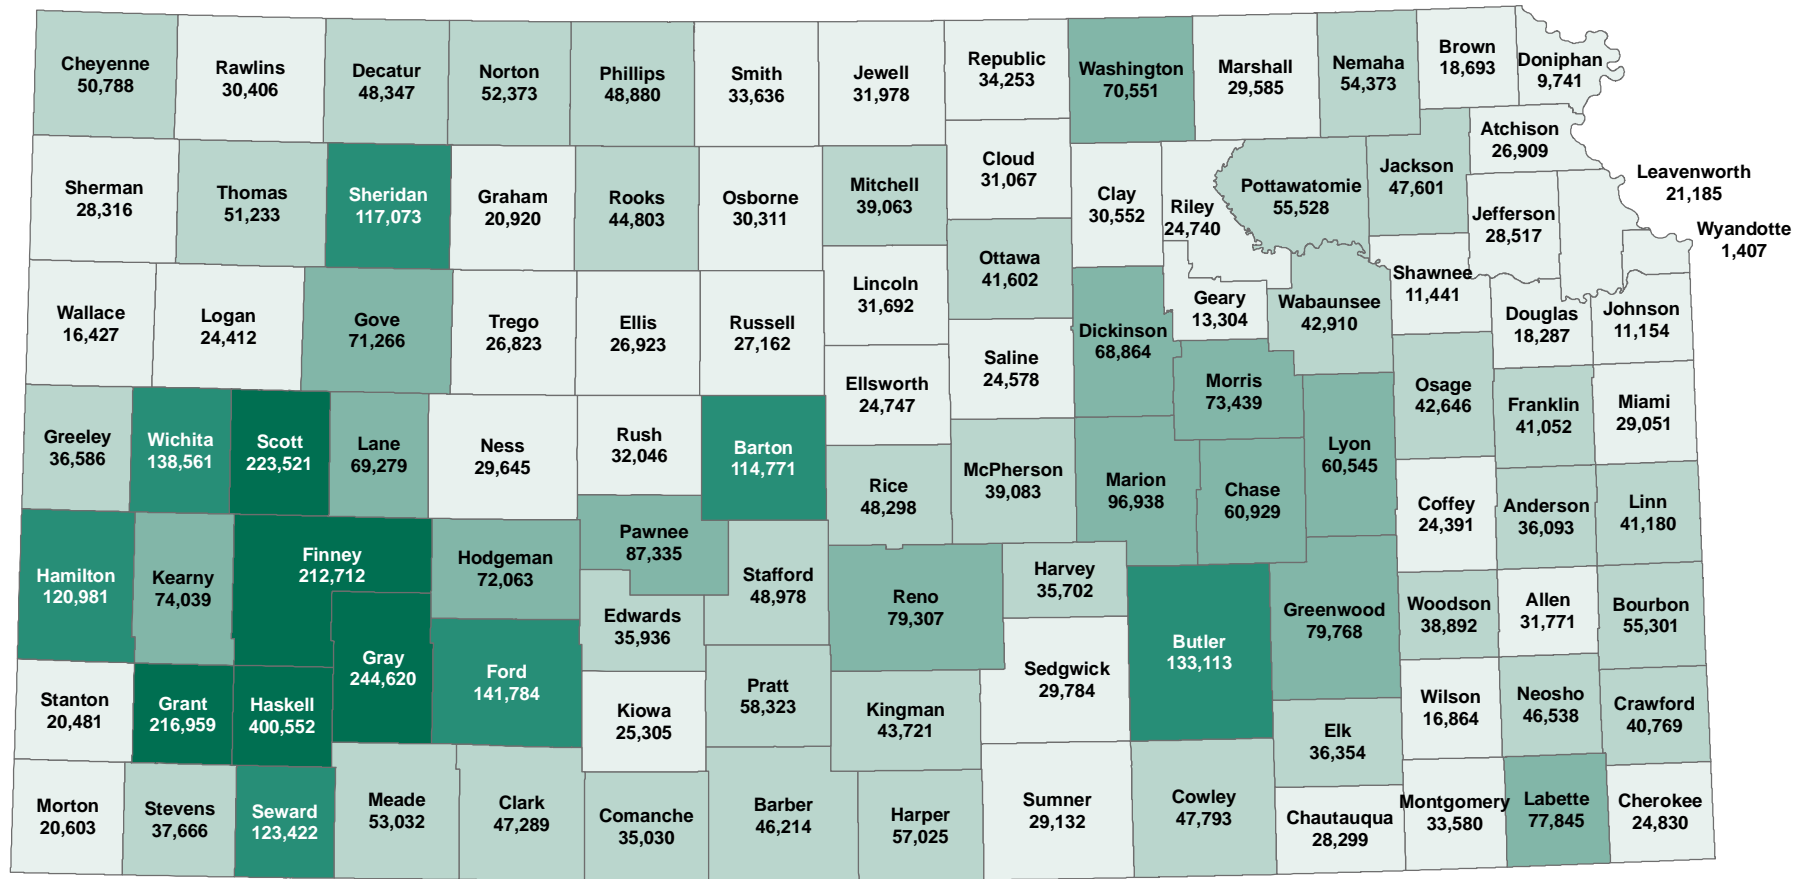 Cheyenne
50,788
Rawlins
30,406
Decatur
48,347
Norton
52,373
Phillips
48,880
Smith
33,636
Jewell
31,978
Republic
34,253
Washington
70,551
Marshall
29,585
Nemaha
54,373
Brown
18,693
Doniphan
9,741
Sherman
28,316
Thomas
51,233
Sheridan
117,073
Graham
20,920
Rooks
44,803
Osborne
30,311
Mitchell
39,063
Cloud
31,067
Clay
30,552
Riley
24,740
Pottawatomie
55,528
Jackson
47,601
Atchison
26,909
Jefferson
28,517
Leavenworth
21,185
Wyandotte
1,407
Wallace
16,427
Logan
24,412
Gove
71,266
Trego
26,823
Ellis
26,923
Russell
27,162
Lincoln
31,692
Ottawa
41,602
Saline
24,578
Dickinson
68,864
Geary
13,304
Wabaunsee
42,910
Shawnee
11,441
Douglas
18,287
Johnson
11,154
Greeley
36,586
Wichita
138,561
Scott
223,521
Lane
69,279
Ness
29,645
Rush
32,046
Barton
114,771
Ellsworth
24,747
Rice
48,298
McPherson
39,083
Marion
96,938
Morris
73,439
Chase
60,929
Lyon
60,545
Osage
42,646
Franklin
41,052
Miami
29,051
Coffey
24,391
Anderson
36,093
Linn
41,180
Hamilton
120,981
Kearny
74,039
Finney
212,712
Hodgeman
72,063
Pawnee
87,335
Edwards
35,936
Stafford
48,978
Reno
79,307
Harvey
35,702
Butler
133,113
Greenwood
79,768
Woodson
38,892
Allen
31,771
Bourbon
55,301
Stanton
20,481
Grant
216,959
Haskell
400,552
Gray
244,620
Ford
141,784
Kiowa
25,305
Pratt
58,323
Kingman
43,721
Sedgwick
29,784
Elk
36,354
Wilson
16,864
Neosho
46,538
Crawford
40,769
Morton
20,603
Stevens
37,666
Seward
123,422
Meade
53,032
Clark
47,289
Comanche
35,030
Barber
46,214
Harper
57,025
Sumner
29,132
Cowley
47,793
Chautauqua
28,299
Montgomery
33,580
Labette
77,845
Cherokee
24,830